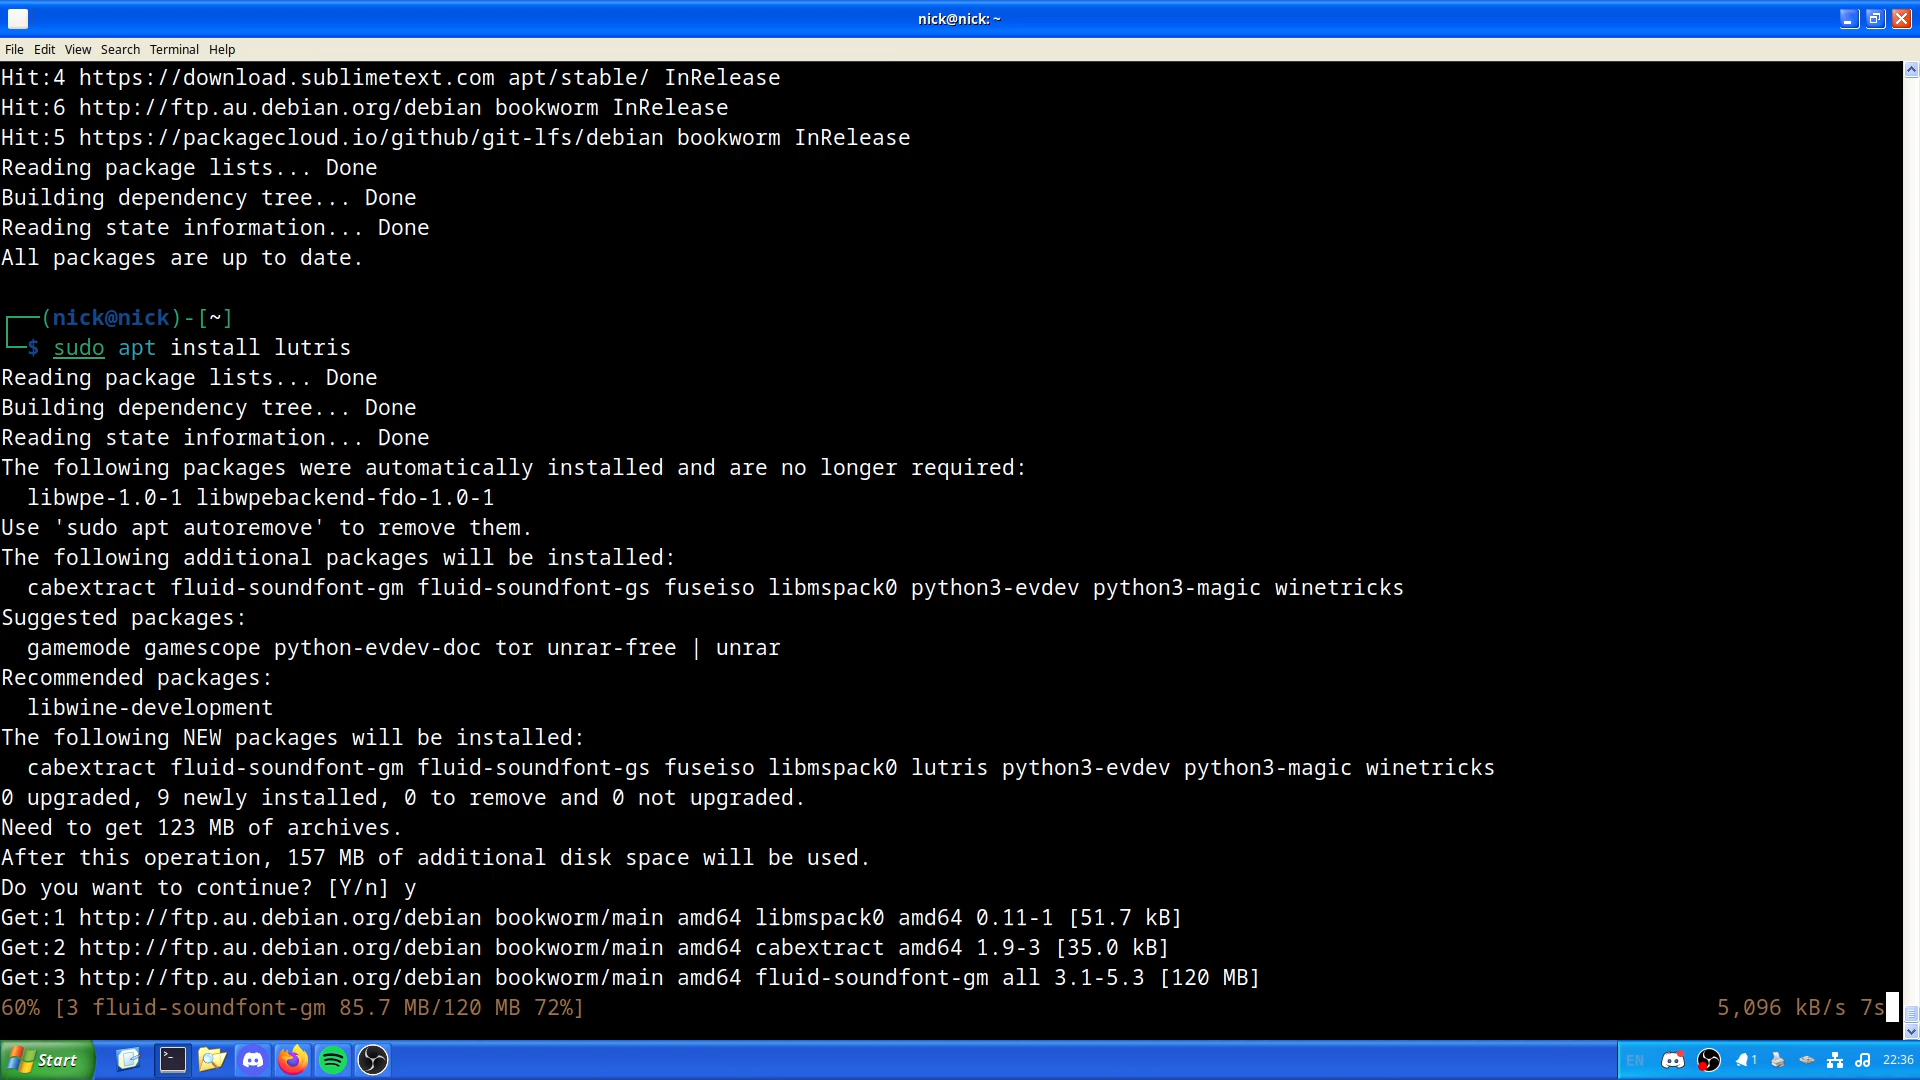 nick@nick: ~
File Edit View Search Terminal Help
Hit:4 https://download.sublimetext.com apt/stable/ InRelease
Hit:6 http://ftp.au.debian.org/debian bookworm InRelease
Hit:5 https://packagecloud.io/github/git-lfs/debian bookworm InRelease
Reading package lists... Done
Building dependency tree... Done
Reading state information... Done
All packages are up to date.
┌──(nick@nick)-[~]
└─$ sudo apt install lutris
Reading package lists... Done
Building dependency tree... Done
Reading state information... Done
The following packages were automatically installed and are no longer required:
  libwpe-1.0-1 libwpebackend-fdo-1.0-1
Use 'sudo apt autoremove' to remove them.
The following additional packages will be installed:
  cabextract fluid-soundfont-gm fluid-soundfont-gs fuseiso libmspack0 python3-evdev python3-magic winetricks
Suggested packages:
  gamemode gamescope python-evdev-doc tor unrar-free | unrar
Recommended packages:
  libwine-development
The following NEW packages will be installed:
  cabextract fluid-soundfont-gm fluid-soundfont-gs fuseiso libmspack0 lutris python3-evdev python3-magic winetricks
0 upgraded, 9 newly installed, 0 to remove and 0 not upgraded.
Need to get 123 MB of archives.
After this operation, 157 MB of additional disk space will be used.
Do you want to continue? [Y/n] y
Get:1 http://ftp.au.debian.org/debian bookworm/main amd64 libmspack0 amd64 0.11-1 [51.7 kB]
Get:2 http://ftp.au.debian.org/debian bookworm/main amd64 cabextract amd64 1.9-3 [35.0 kB]
Get:3 http://ftp.au.debian.org/debian bookworm/main amd64 fluid-soundfont-gm all 3.1-5.3 [120 MB]
60% [3 fluid-soundfont-gm 85.7 MB/120 MB 72%] 5,096 kB/s 7s
Start EN 1 22:36